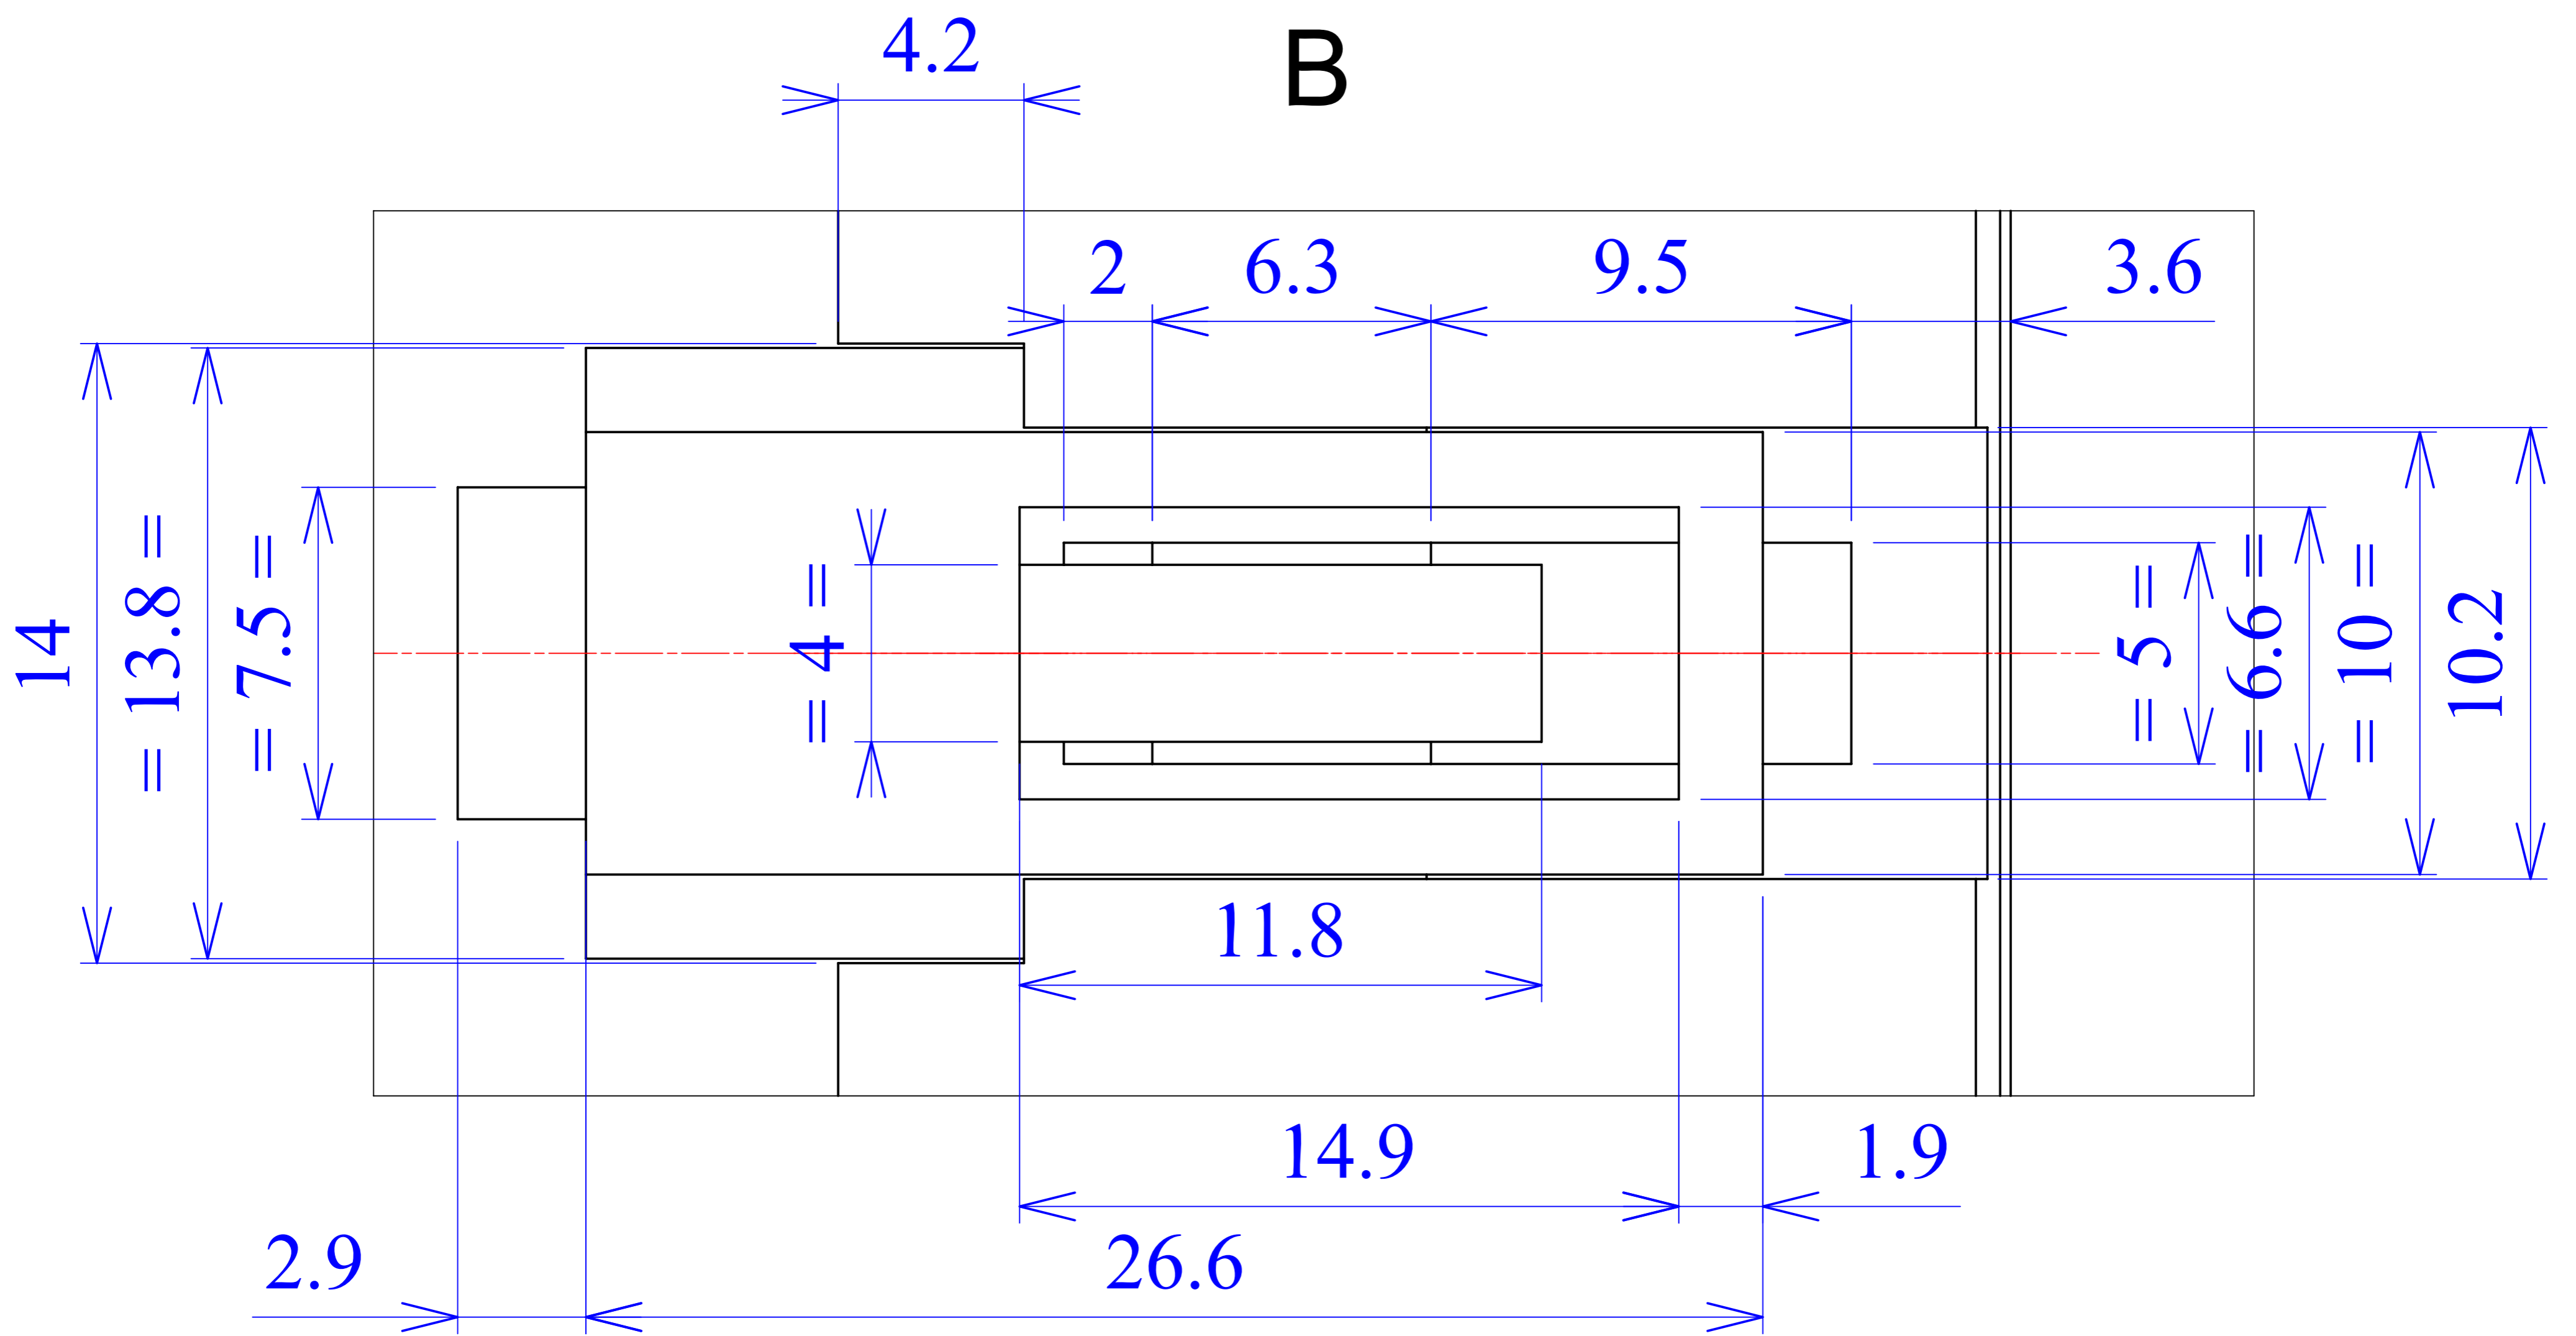 4.2
B
2
6.3
9.5
3.6
14
= 13.8 =
= 7.5 =
= 4 =
= 5 =
= 6.6 =
= 10 =
10.2
11.8
14.9
1.9
2.9
26.6